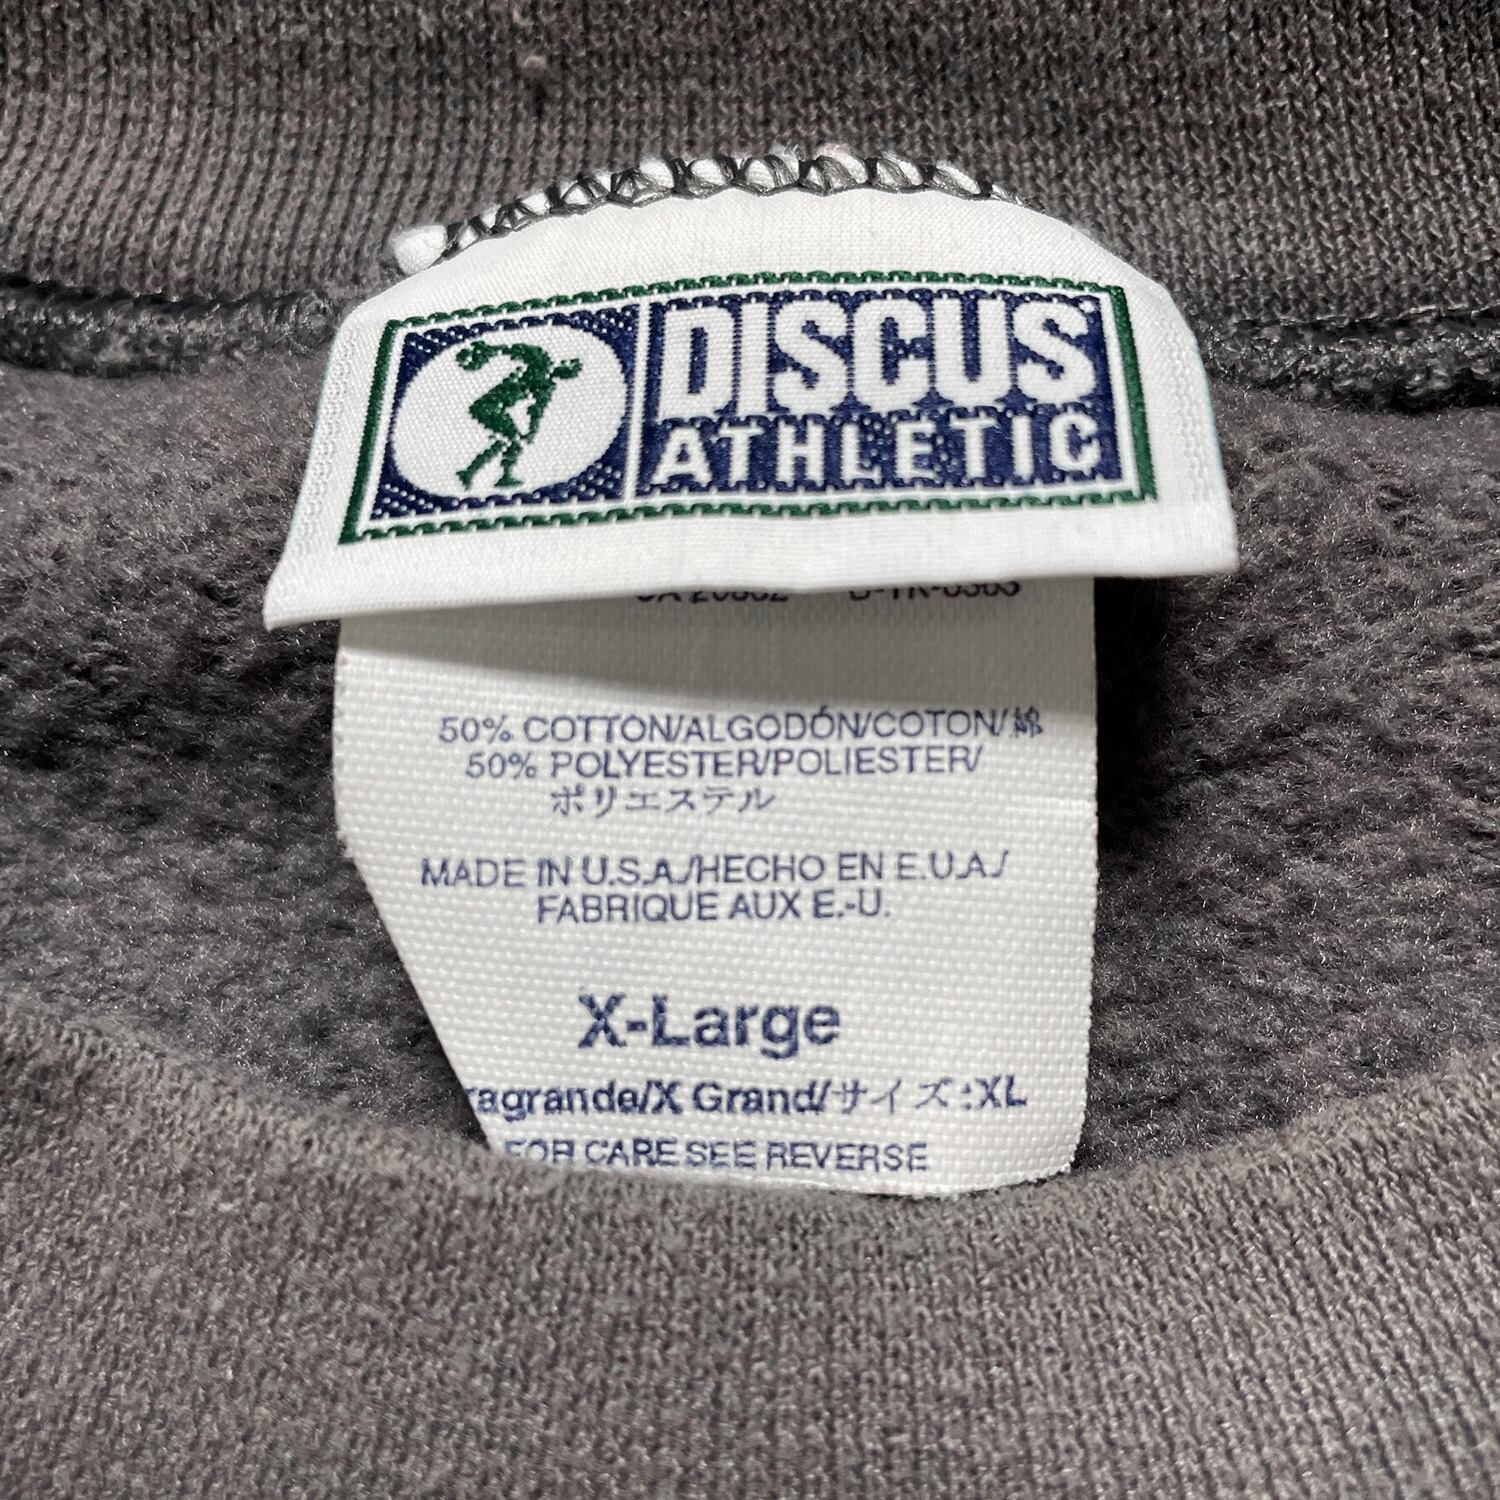 DISCUS
ATHLETIC
50% COTTON/ALGODÓN/COTON/綿
50% POLYESTER/POLIESTER/
ポリエステル
MADE IN U.S.A./HECHO EN E.U.A./
FABRIQUE AUX E.-U.
X-Large
X Grand/サイズ:XL
FOR CARE SEE REVERSE